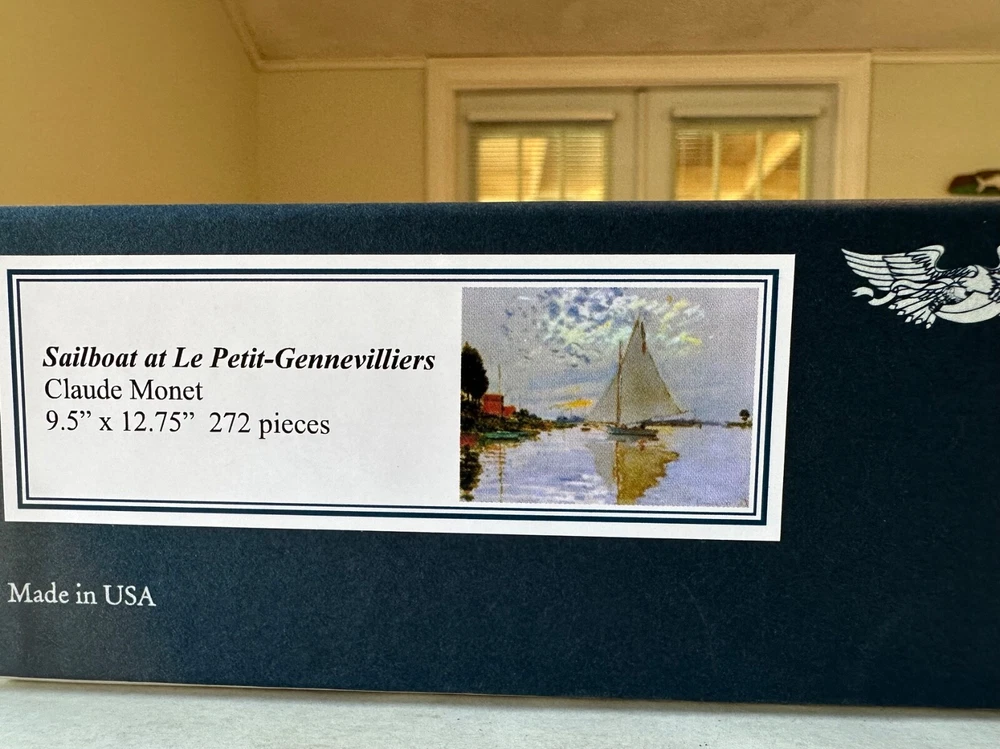 Sailboat at Le Petit-Gennevilliers
Claude Monet
9.5” x 12.75”  272 pieces
Made in USA